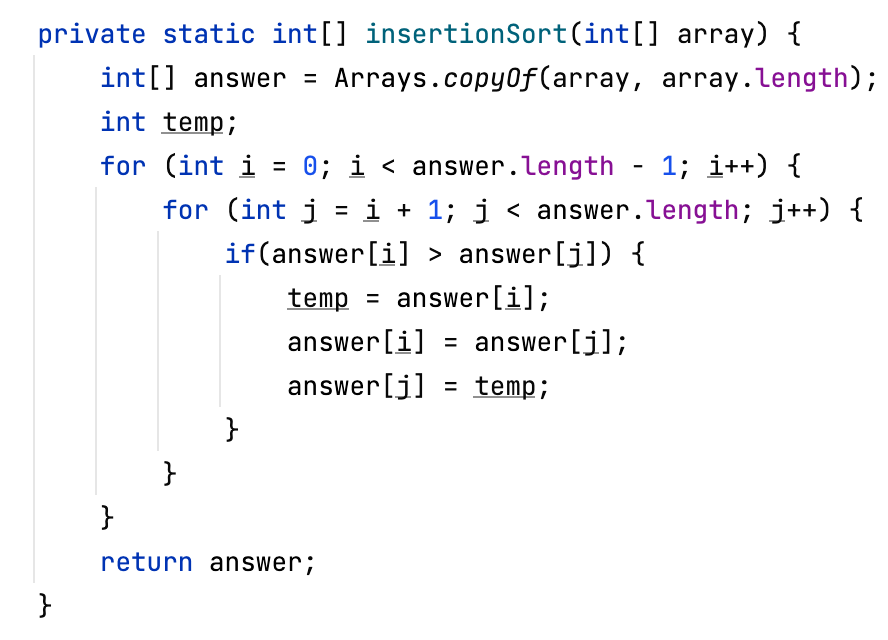 private static int[] insertionSort(int[] array) {
    int[] answer = Arrays.copyOf(array, array.length);
    int temp;
    for (int i = 0; i < answer.length - 1; i++) {
        for (int j = i + 1; j < answer.length; j++) {
            if(answer[i] > answer[j]) {
                temp = answer[i];
                answer[i] = answer[j];
                answer[j] = temp;
            }
        }
    }
    return answer;
}